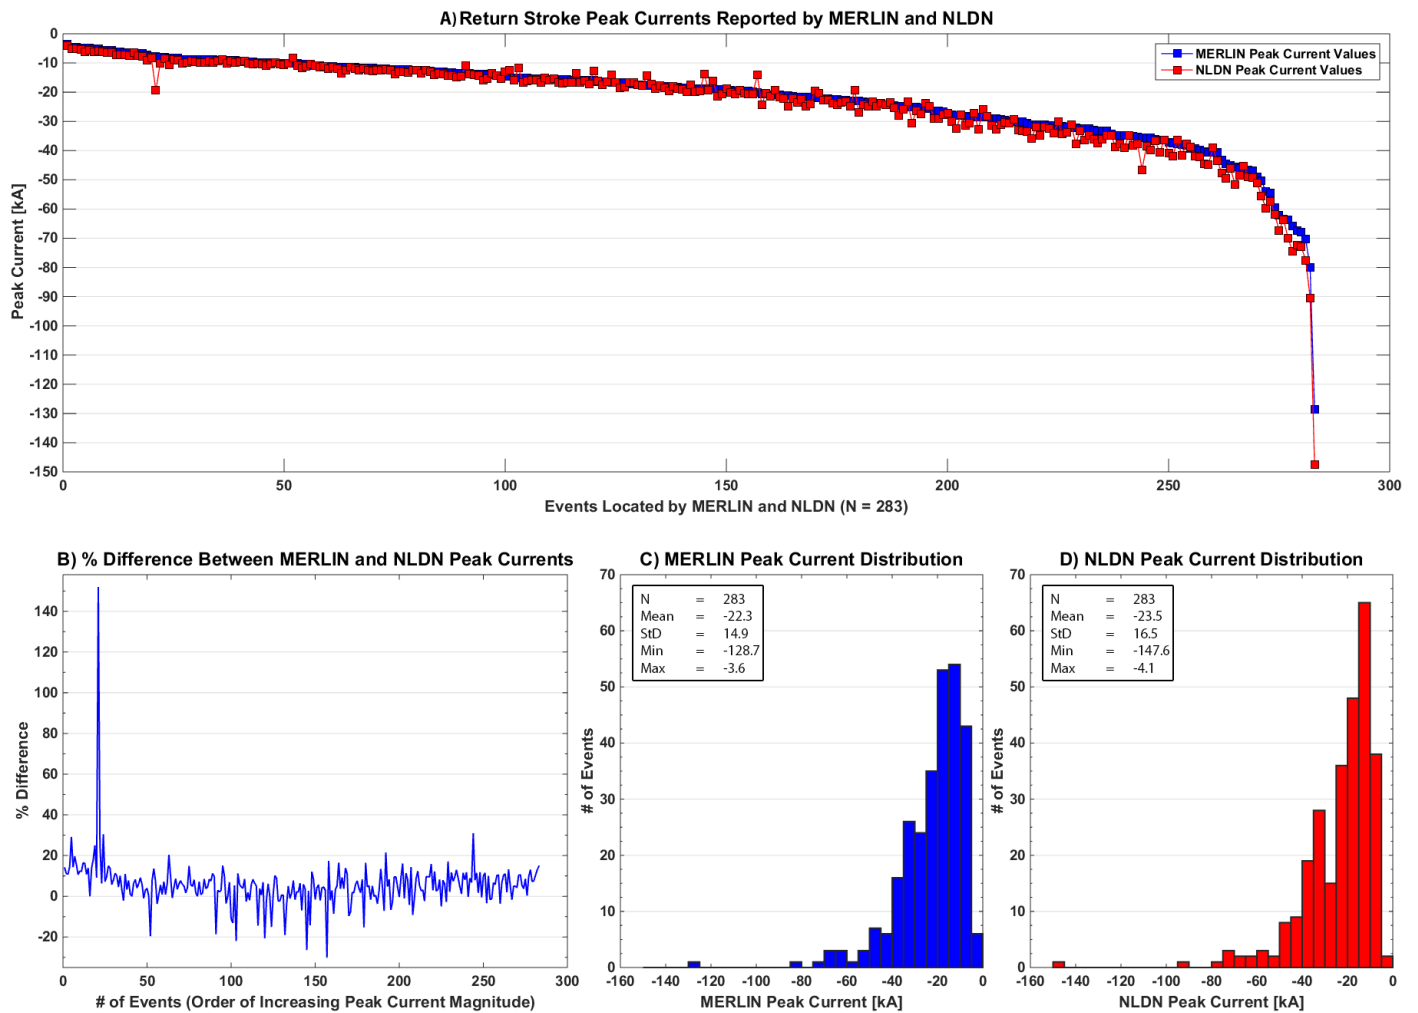 A) Return Stroke Peak Currents Reported by MERLIN and NLDN
MERLIN Peak Current Values
NLDN Peak Current Values
Peak Current [kA]
0
-10
-20
-30
-40
-50
-60
-70
-80
-90
-100
-110
-120
-130
-140
-150
0 50 100 150 200 250 300
Events Located by MERLIN and NLDN (N = 283)
B) % Difference Between MERLIN and NLDN Peak Currents
% Difference
140
120
100
80
60
40
20
0
-20
0 50 100 150 200 250 300
# of Events (Order of Increasing Peak Current Magnitude)
C) MERLIN Peak Current Distribution
N = 283
Mean = -22.3
StD = 14.9
Min = -128.7
Max = -3.6
# of Events
70
60
50
40
30
20
10
0
-160 -140 -120 -100 -80 -60 -40 -20 0
MERLIN Peak Current [kA]
D) NLDN Peak Current Distribution
N = 283
Mean = -23.5
StD = 16.5
Min = -147.6
Max = -4.1
# of Events
70
60
50
40
30
20
10
0
-160 -140 -120 -100 -80 -60 -40 -20 0
NLDN Peak Current [kA]